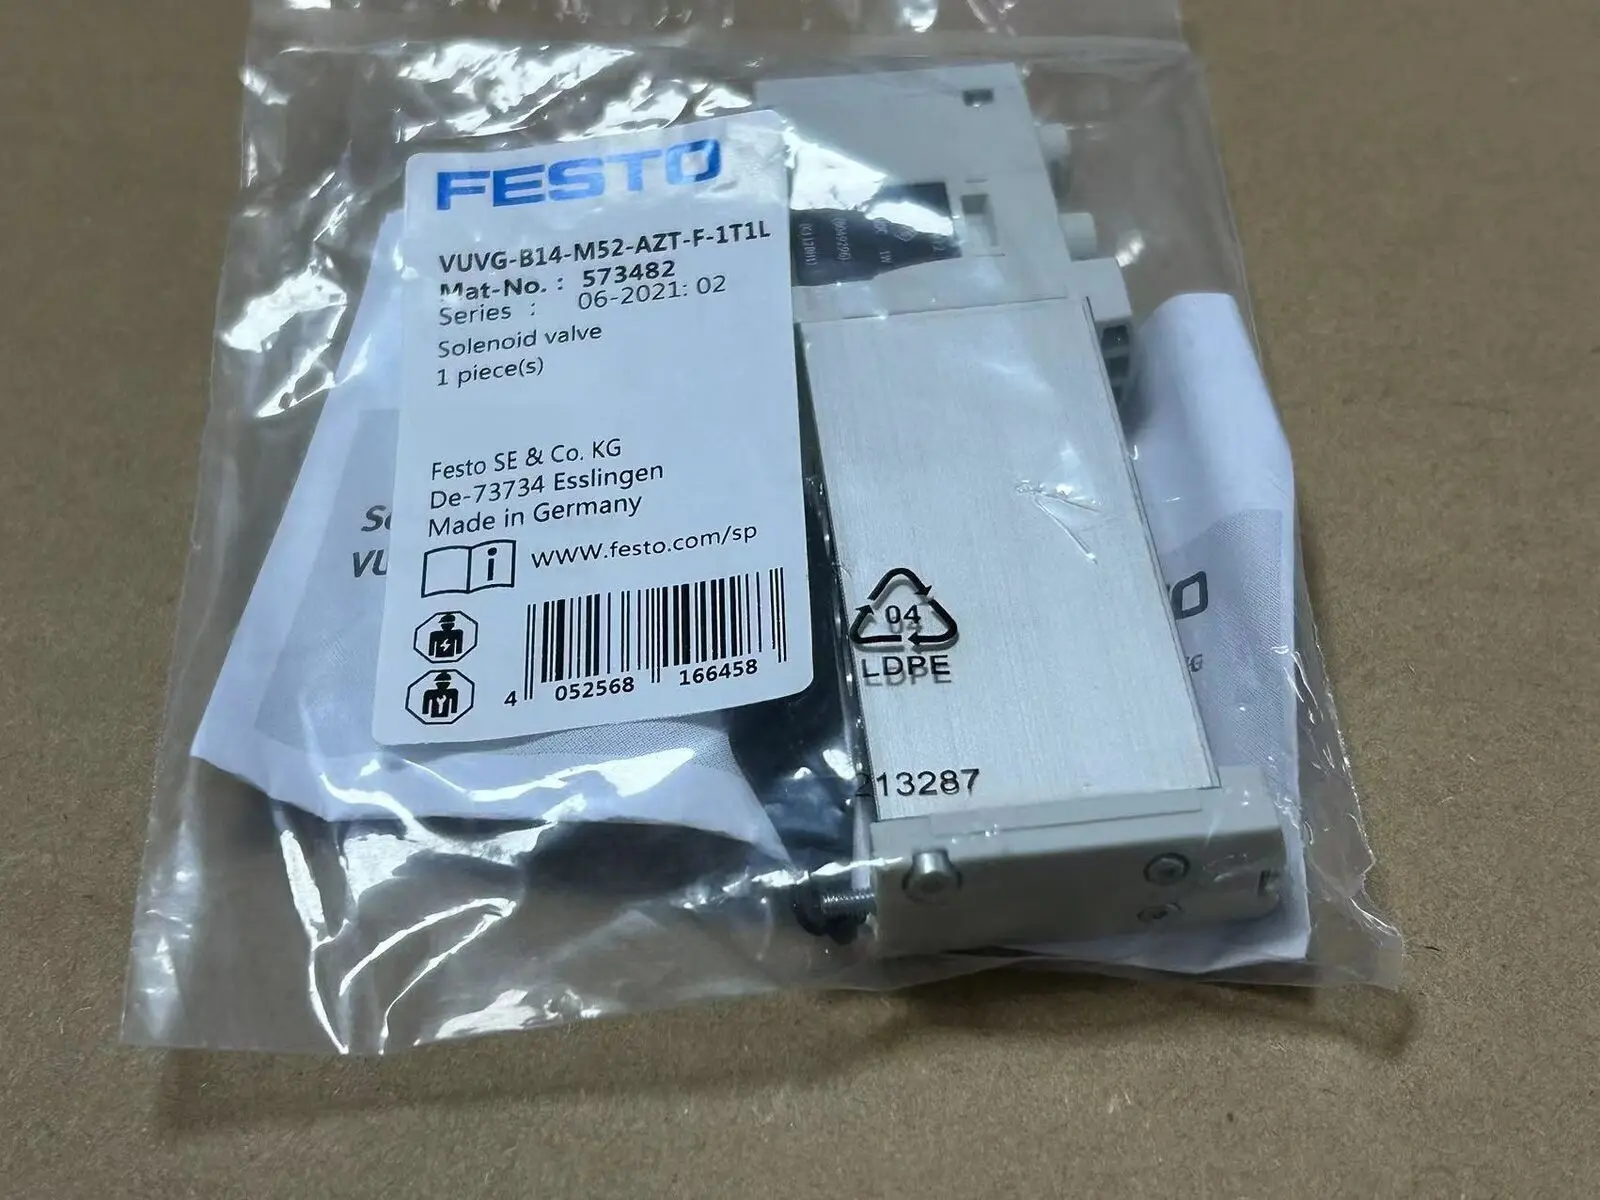 FESTO
VUVG-B14-M52-AZT-F-1T1L
Mat-No. : 573482
Series : 06-2021: 02
Solenoid valve
1 piece(s)
Festo SE & Co. KG
De-73734 Esslingen
Made in Germany
i
WWW.festo.com/sp
4 052568 166458
04
LDPE
213287
1W